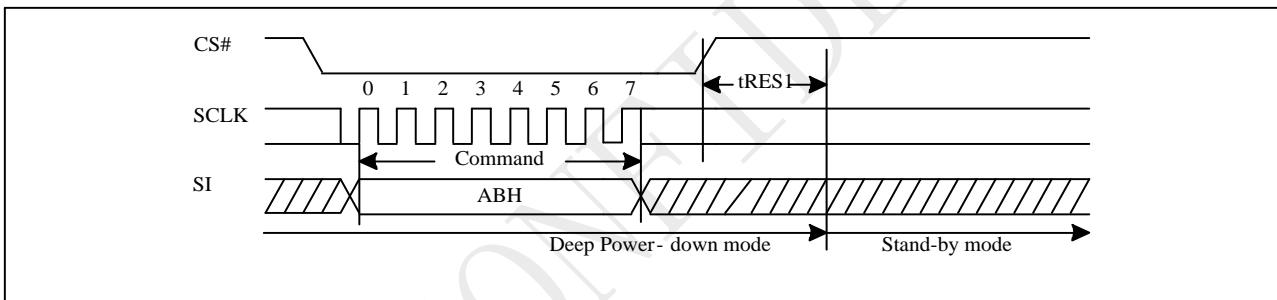 CS#
tRES1
0 1 2 3 4 5 6 7
SCLK
Command
SI
ABH
Deep Power- down mode
Stand-by mode